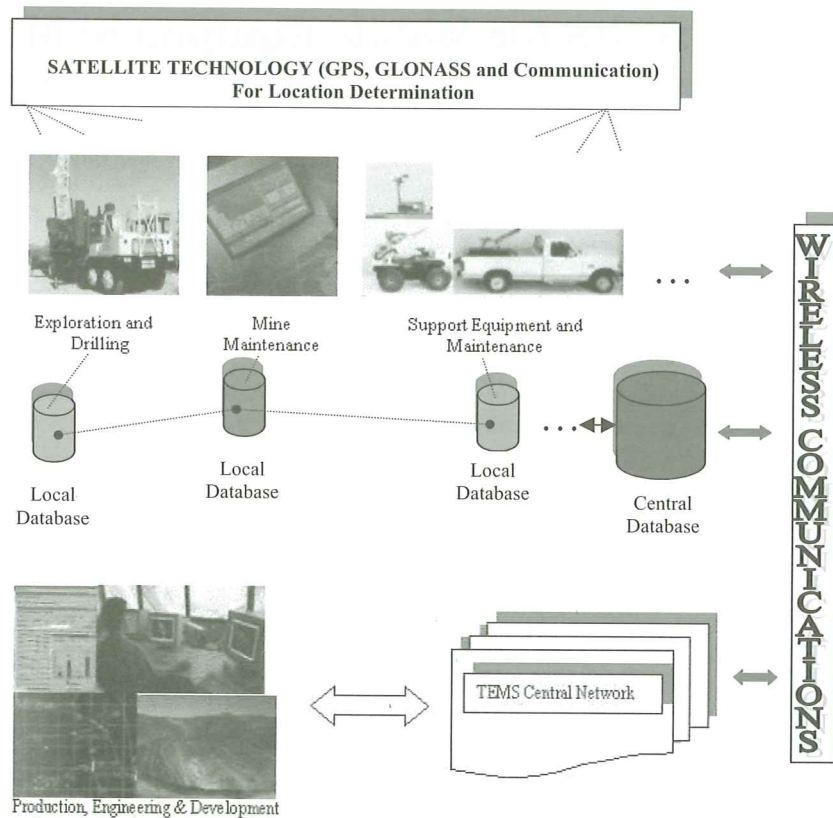 SATELLITE TECHNOLOGY (GPS, GLONASS and Communication)
For Location Determination
Exploration and
Drilling
Mine
Maintenance
Support Equipment and
Maintenance
...
Local
Database
Local
Database
Local
Database
...
Central
Database
WIRELESS COMMUNICATIONS
TEMS Central Network
Production, Engineering & Development